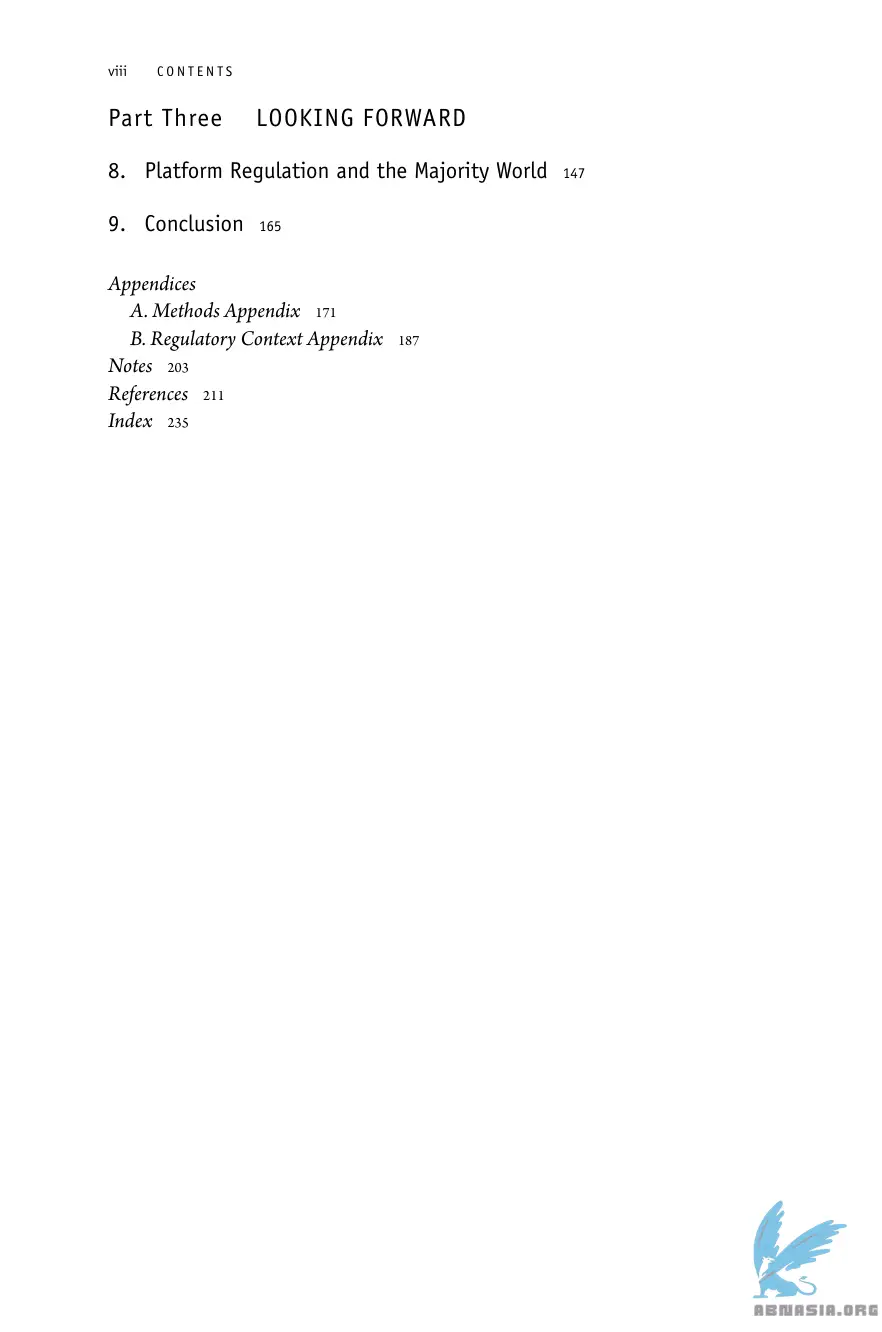 viii CONTENTS
Part Three LOOKING FORWARD
8. Platform Regulation and the Majority World 147
9. Conclusion 165
Appendices
A. Methods Appendix 171
B. Regulatory Context Appendix 187
Notes 203
References 211
Index 235
ABNASIA.ORG